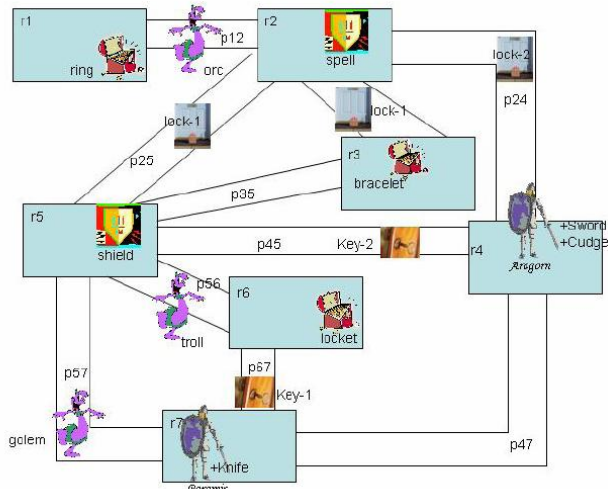 r1
ring
orc
p12
r2
spell
lock-2
p24
lock-1
p25
lock-1
r3
bracelet
p35
r5
shield
p45
Key-2
r4
+Sword
+Cudge
Aragorn
p56
troll
r6
locket
p67
Key-1
p57
golem
r7
+Knife
p47